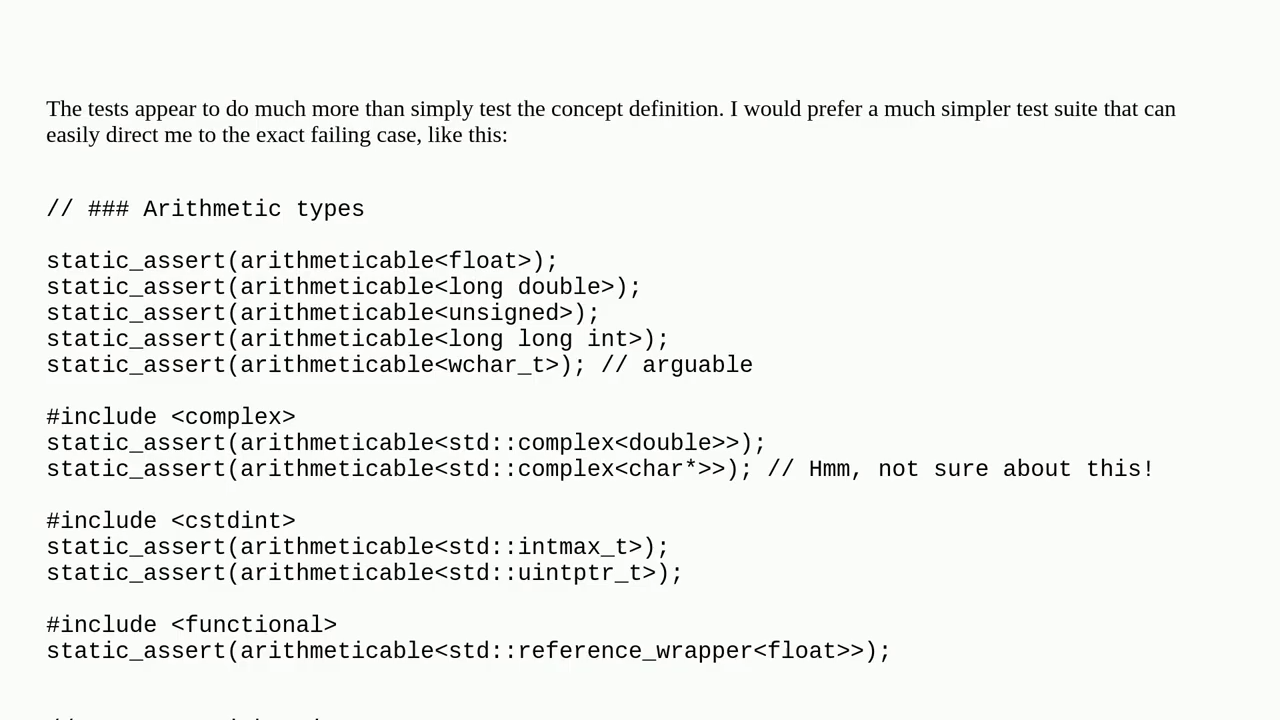 The tests appear to do much more than simply test the concept definition. I would prefer a much simpler test suite that can
easily direct me to the exact failing case, like this:
// ### Arithmetic types
static_assert(arithmeticable<float>);
static_assert(arithmeticable<long double>);
static_assert(arithmeticable<unsigned>);
static_assert(arithmeticable<long long int>);
static_assert(arithmeticable<wchar_t>); // arguable
#include <complex>
static_assert(arithmeticable<std::complex<double>>);
static_assert(arithmeticable<std::complex<char*>>); // Hmm, not sure about this!
#include <cstdint>
static_assert(arithmeticable<std::intmax_t>);
static_assert(arithmeticable<std::uintptr_t>);
#include <functional>
static_assert(arithmeticable<std::reference_wrapper<float>>);